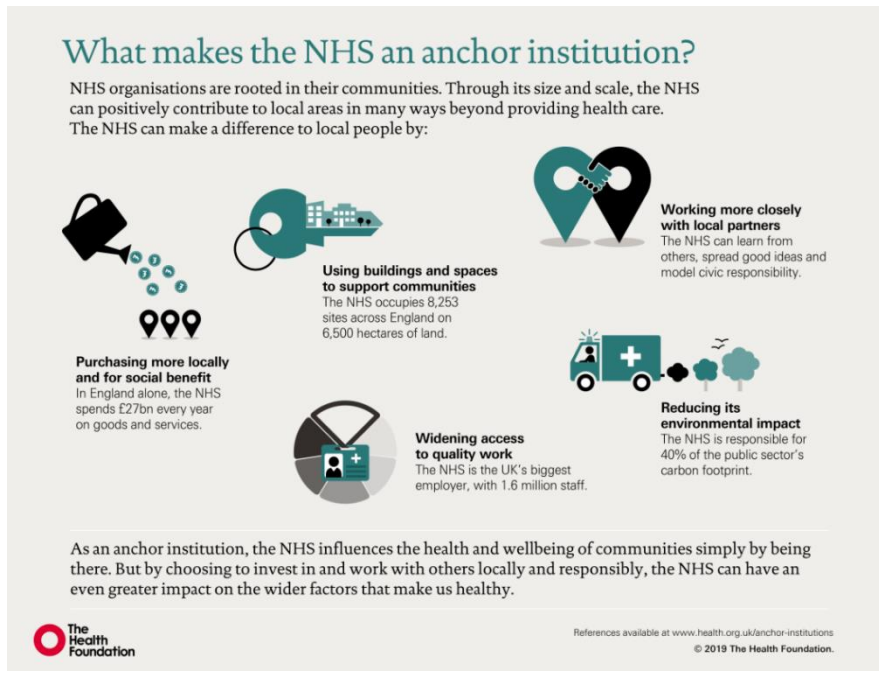 What makes the NHS an anchor institution?
NHS organisations are rooted in their communities. Through its size and scale, the NHS
can positively contribute to local areas in many ways beyond providing health care.
The NHS can make a difference to local people by:
Purchasing more locally
and for social benefit
In England alone, the NHS
spends £27bn every year
on goods and services.
Using buildings and spaces
to support communities
The NHS occupies 8,253
sites across England on
6,500 hectares of land.
Working more closely
with local partners
The NHS can learn from
others, spread good ideas and
model civic responsibility.
Widening access
to quality work
The NHS is the UK's biggest
employer, with 1.6 million staff.
Reducing its
environmental impact
The NHS is responsible for
40% of the public sector's
carbon footprint.
As an anchor institution, the NHS influences the health and wellbeing of communities simply by being
there. But by choosing to invest in and work with others locally and responsibly, the NHS can have an
even greater impact on the wider factors that make us healthy.
The
Health
Foundation
References available at www.health.org.uk/anchor-institutions
© 2019 The Health Foundation.